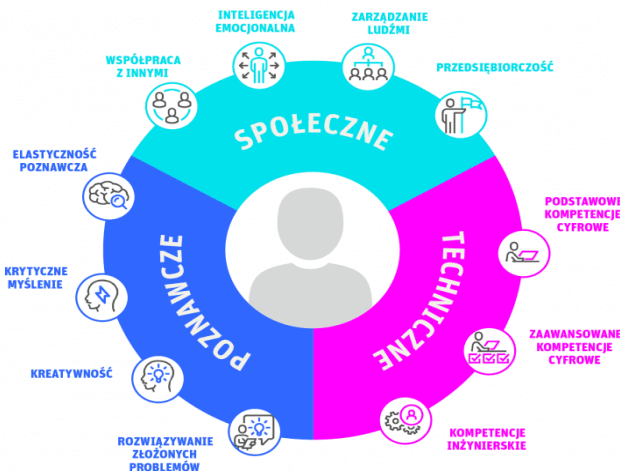 INTELIGENCJA
EMOCJONALNA
ZARZĄDZANIE
LUDŹMI
WSPÓŁPRACA
Z INNYMI
PRZEDSIĘBIORCZOŚĆ
SPOŁECZNE
ELASTYCZNOŚĆ
POZNAWCZA
PODSTAWOWE
KOMPETENCJE
CYFROWE
POZNAWCZE
TECHNICZNE
KRYTYCZNE
MYŚLENIE
ZAAWANSOWANE
KOMPETENCJE
CYFROWE
KREATYWNOŚĆ
KOMPETENCJE
INŻYNIERSKIE
ROZWIĄZYWANIE
ZŁOŻONYCH
PROBLEMÓW